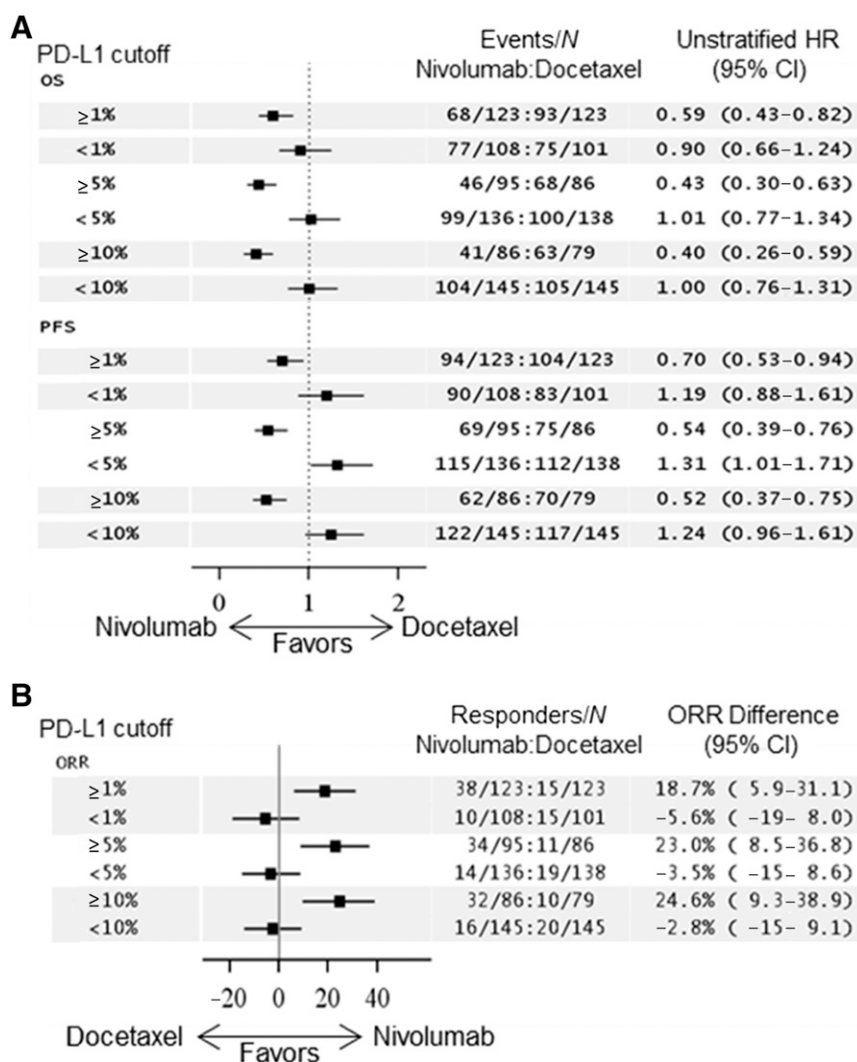 A
PD-L1 cutoff Events/N Unstratified HR
Nivolumab:Docetaxel (95% CI)
OS
≥1% 68/123:93/123 0.59 (0.43–0.82)
<1% 77/108:75/101 0.90 (0.66–1.24)
≥5% 46/95:68/86 0.43 (0.30–0.63)
<5% 99/136:100/138 1.01 (0.77–1.34)
≥10% 41/86:63/79 0.40 (0.26–0.59)
<10% 104/145:105/145 1.00 (0.76–1.31)
PFS
≥1% 94/123:104/123 0.70 (0.53–0.94)
<1% 90/108:83/101 1.19 (0.88–1.61)
≥5% 69/95:75/86 0.54 (0.39–0.76)
<5% 115/136:112/138 1.31 (1.01–1.71)
≥10% 62/86:70/79 0.52 (0.37–0.75)
<10% 122/145:117/145 1.24 (0.96–1.61)
0 1 2
Nivolumab Favors Docetaxel
B
PD-L1 cutoff Responders/N ORR Difference
Nivolumab:Docetaxel (95% CI)
ORR
≥1% 38/123:15/123 18.7% ( 5.9–31.1)
<1% 10/108:15/101 -5.6% ( -19– 8.0)
≥5% 34/95:11/86 23.0% ( 8.5–36.8)
<5% 14/136:19/138 -3.5% ( -15– 8.6)
≥10% 32/86:10/79 24.6% ( 9.3–38.9)
<10% 16/145:20/145 -2.8% ( -15– 9.1)
-20 0 20 40
Docetaxel Favors Nivolumab